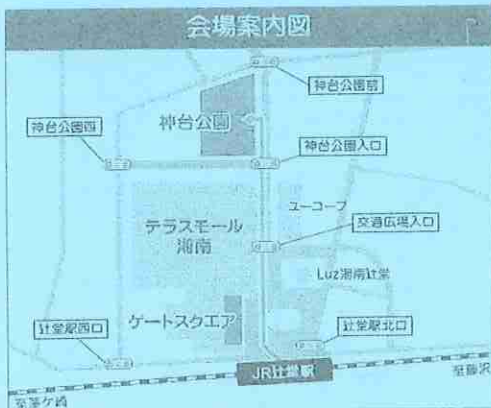 会場案内図
神台公園前
神台公園西
神台公園
神台公園入口
ユーコープ
テラスモール
湘南
交通広場入口
Luz湘南辻堂
ゲートスクエア
辻堂駅西口
辻堂駅北口
JR辻堂駅
至茅ケ崎
至藤沢